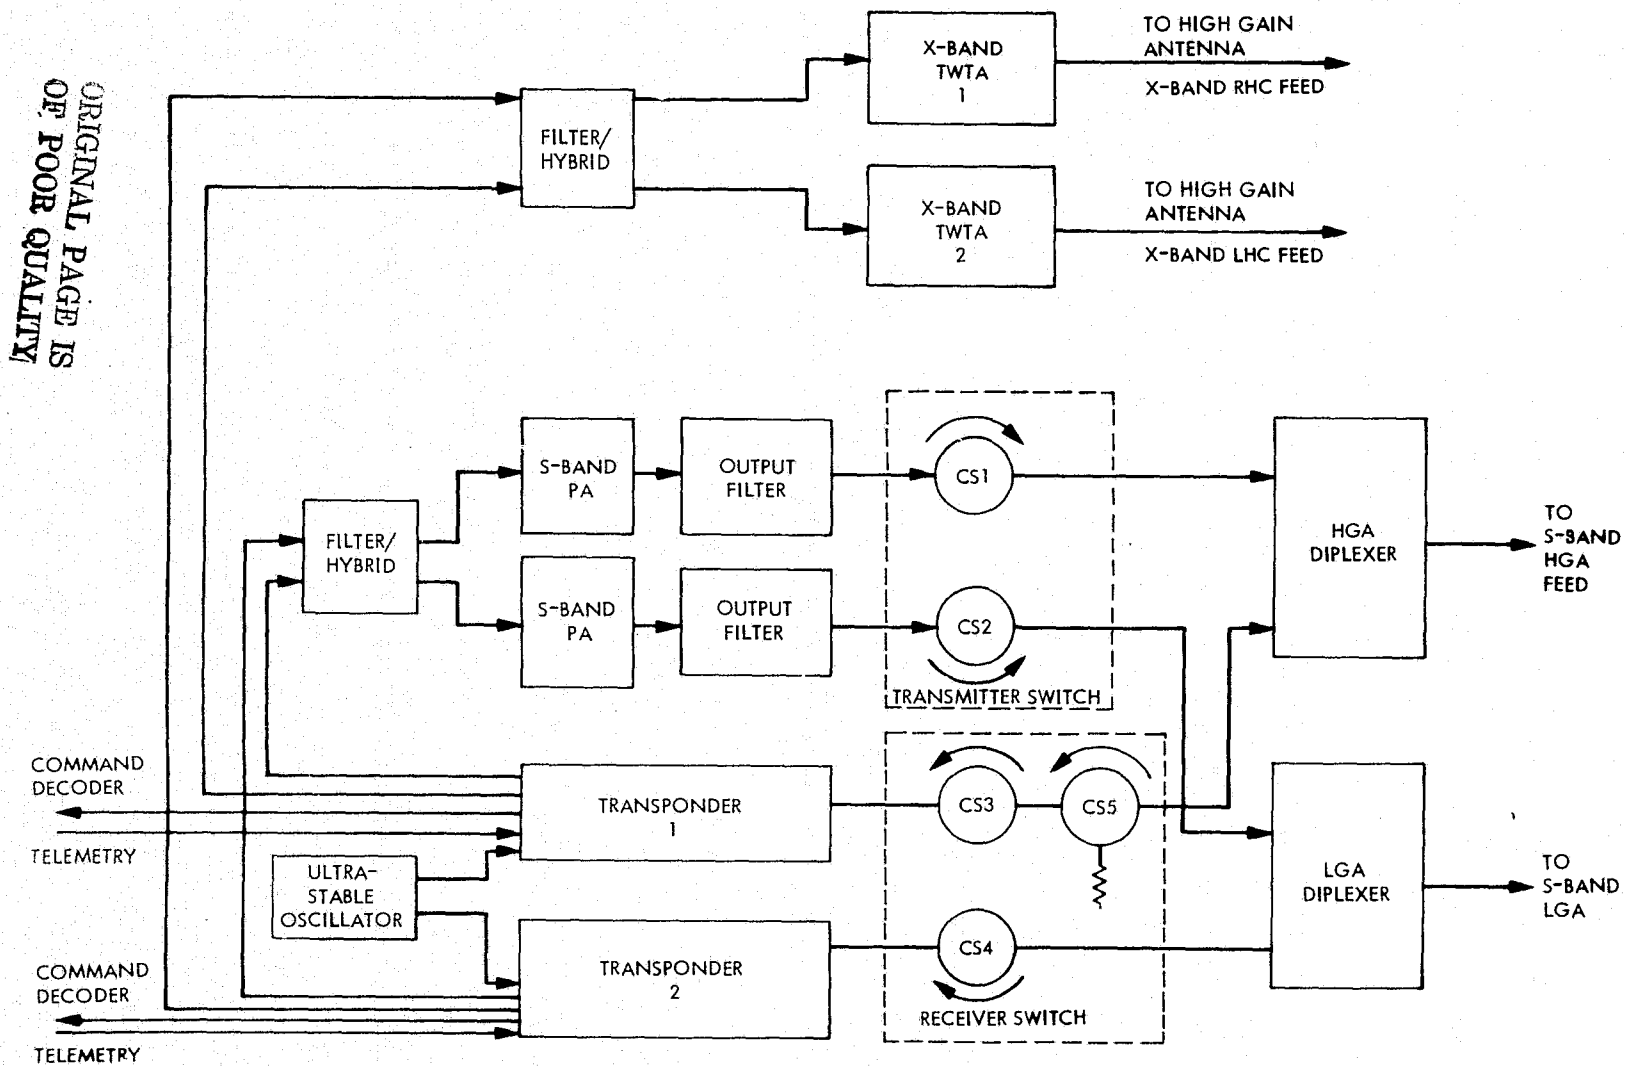 ORIGINAL PAGE IS
OF POOR QUALITY
X-BAND
TWTA
1
TO HIGH GAIN
ANTENNA
X-BAND RHC FEED
FILTER/
HYBRID
X-BAND
TWTA
2
TO HIGH GAIN
ANTENNA
X-BAND LHC FEED
S-BAND
PA
OUTPUT
FILTER
CS1
FILTER/
HYBRID
HGA
DIPLEXER
TO
S-BAND
HGA
FEED
S-BAND
PA
OUTPUT
FILTER
CS2
TRANSMITTER SWITCH
COMMAND
DECODER
TELEMETRY
TRANSPONDER
1
CS3
CS5
ULTRA-
STABLE
OSCILLATOR
LGA
DIPLEXER
TO
S-BAND
LGA
COMMAND
DECODER
TELEMETRY
TRANSPONDER
2
CS4
RECEIVER SWITCH